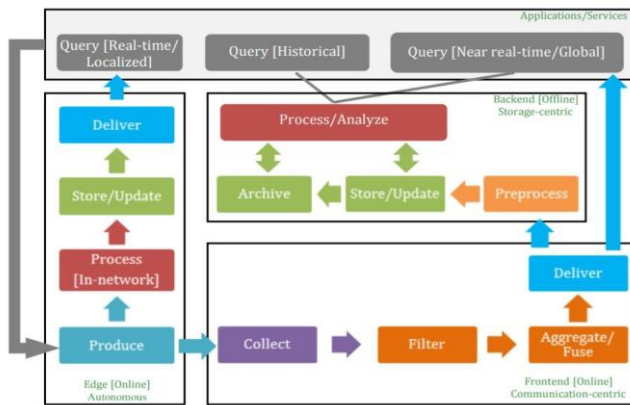 Applications/Services
Query [Real-time/
Localized]
Query [Historical]
Query [Near real-time/Global]
Backend [Offline]
Storage-centric
Deliver
Process/Analyze
Store/Update
Archive
Store/Update
Preprocess
Process
[In-network]
Deliver
Produce
Collect
Filter
Aggregate/
Fuse
Edge [Online]
Autonomous
Frontend [Online]
Communication-centric